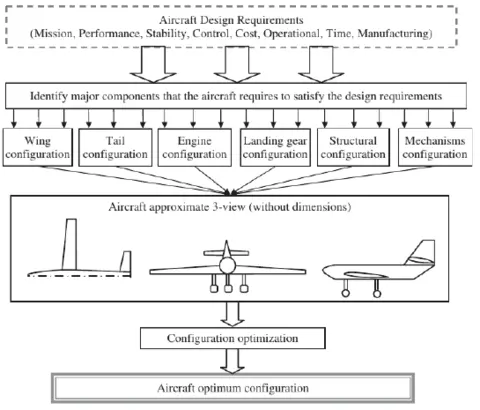 Aircraft Design Requirements
(Mission, Performance, Stability, Control, Cost, Operational, Time, Manufacturing)
Identify major components that the aircraft requires to satisfy the design requirements
Wing
configuration
Tail
configuration
Engine
configuration
Landing gear
configuration
Structural
configuration
Mechanisms
configuration
Aircraft approximate 3-view (without dimensions)
Configuration optimization
Aircraft optimum configuration